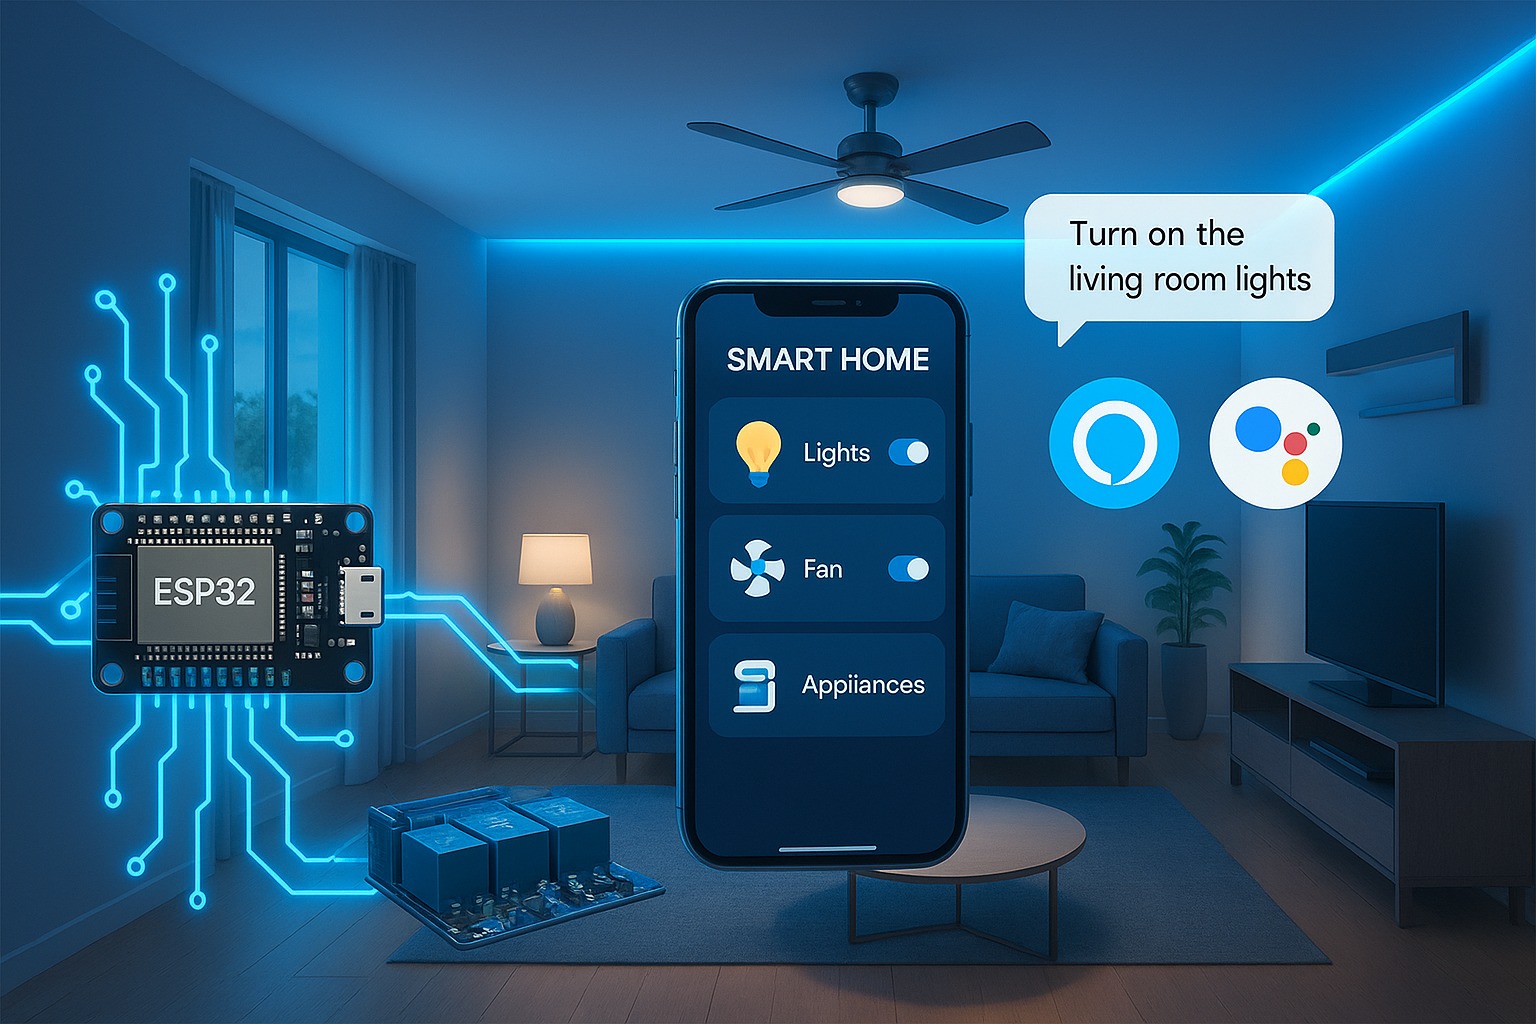 Turn on the
living room lights
SMART HOME
Lights
Fan
Appiiances
ESP32